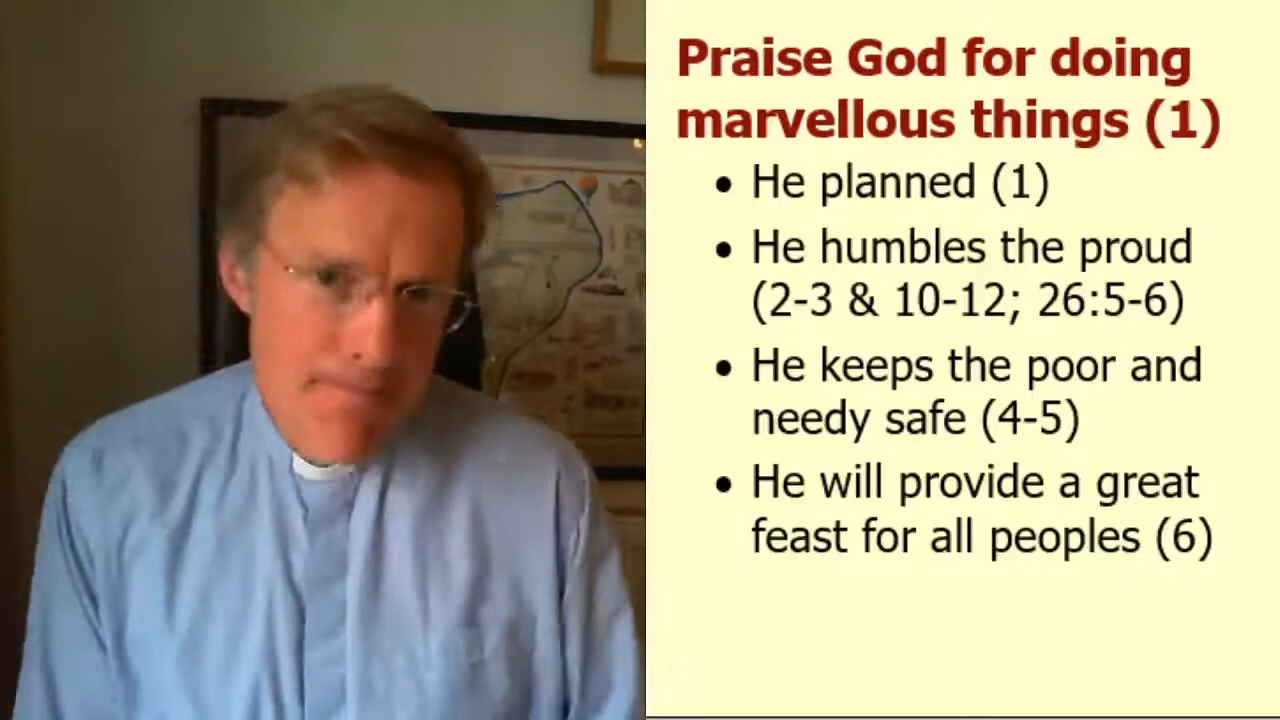 Praise God for doing
marvellous things (1)
• He planned (1)
• He humbles the proud
(2-3 & 10-12; 26:5-6)
• He keeps the poor and
needy safe (4-5)
• He will provide a great
feast for all peoples (6)